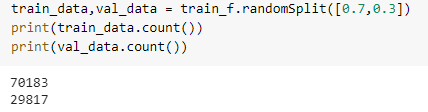 train_data,val_data = train_f.randomSplit([0.7,0.3])
print(train_data.count())
print(val_data.count())
70183
29817